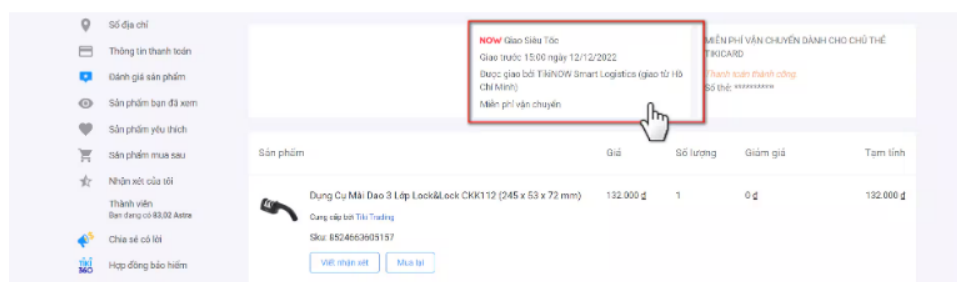 Sổ địa chỉ
Thông tin thanh toán
Đánh giá sản phẩm
Sản phẩm bạn đã xem
Sản phẩm yêu thích
Sản phẩm mua sau
Nhận xét của tôi
Thành viên
Bạn đang có 83,02 Astra
Chia sẻ có lời
TIKI
360
Hợp đồng bảo hiểm
NOW Giao Siêu Tốc
Giao trước 15:00 ngày 12/12/2022
Được giao bởi TikiNOW Smart Logistics (giao từ Hồ
Chí Minh)
Miễn phí vận chuyển
MIỄN PHÍ VẬN CHUYỂN DÀNH CHO CHỦ THẺ
TIKICARD
Thanh toán thành công.
Số thẻ: **********
Sản phẩm
Giá
Số lượng
Giảm giá
Tạm tính
Dụng Cụ Mài Dao 3 Lớp Lock&Lock CKK112 (245 x 53 x 72 mm)
132.000 ₫
1
0 ₫
132.000 ₫
Cung cấp bởi Tiki Trading
Sku: 8524663605157
Viết nhận xét
Mua lại